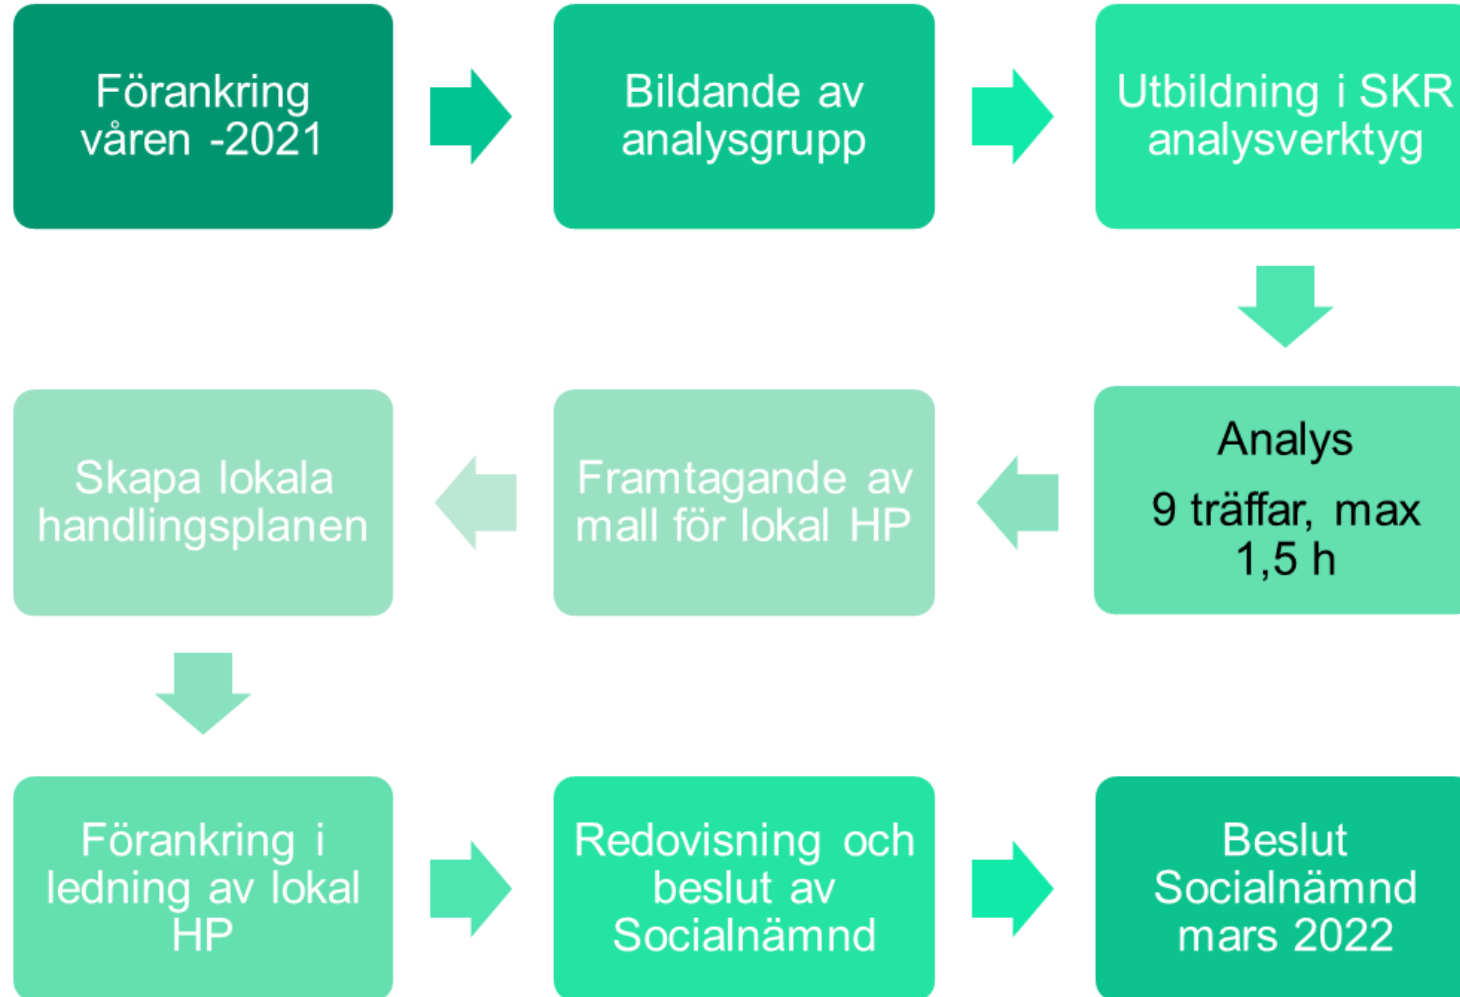 Förankring
våren -2021
Bildande av
analysgrupp
Utbildning i SKR
analysverktyg
Analys
9 träffar, max
1,5 h
Framtagande av
mall för lokal HP
Skapa lokala
handlingsplanen
Förankring i
ledning av lokal
HP
Redovisning och
beslut av
Socialnämnd
Beslut
Socialnämnd
mars 2022